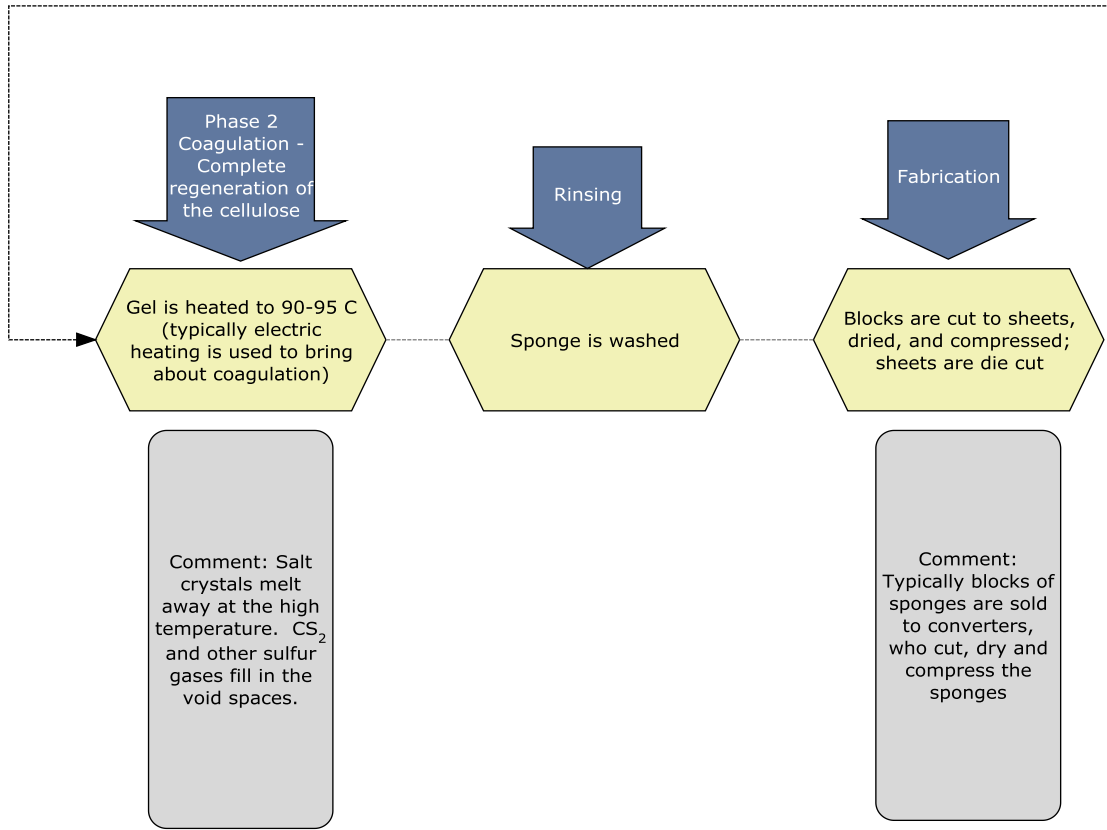 Phase 2
Coagulation -
Complete
regeneration of
the cellulose
Rinsing
Fabrication
Gel is heated to 90-95 C
(typically electric
heating is used to bring
about coagulation)
Sponge is washed
Blocks are cut to sheets,
dried, and compressed;
sheets are die cut
Comment: Salt
crystals melt
away at the high
temperature. CS2
and other sulfur
gases fill in the
void spaces.
Comment:
Typically blocks of
sponges are sold
to converters,
who cut, dry and
compress the
sponges